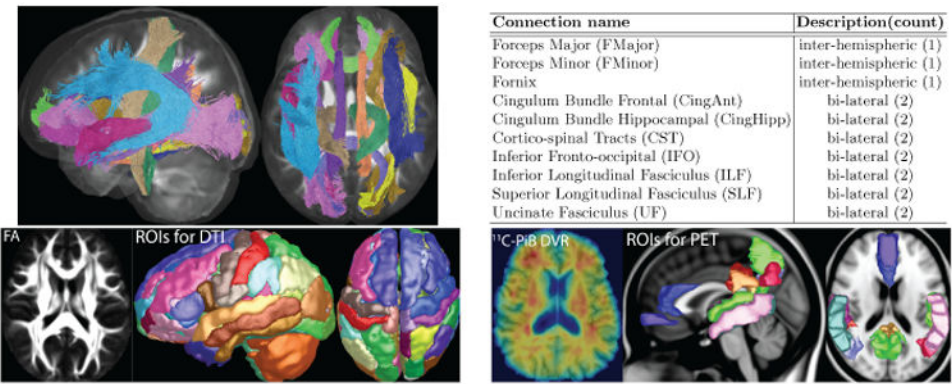 Connection name Description(count)
Forceps Major (FMajor) inter-hemispheric (1)
Forceps Minor (FMinor) inter-hemispheric (1)
Fornix inter-hemispheric (1)
Cingulum Bundle Frontal (CingAnt) bi-lateral (2)
Cingulum Bundle Hippocampal (CingHipp) bi-lateral (2)
Cortico-spinal Tracts (CST) bi-lateral (2)
Inferior Fronto-occipital (IFO) bi-lateral (2)
Inferior Longitudinal Fasciculus (ILF) bi-lateral (2)
Superior Longitudinal Fasciculus (SLF) bi-lateral (2)
Uncinate Fasciculus (UF) bi-lateral (2)
FA
ROIs for DTI
¹¹C-PiB DVR
ROIs for PET